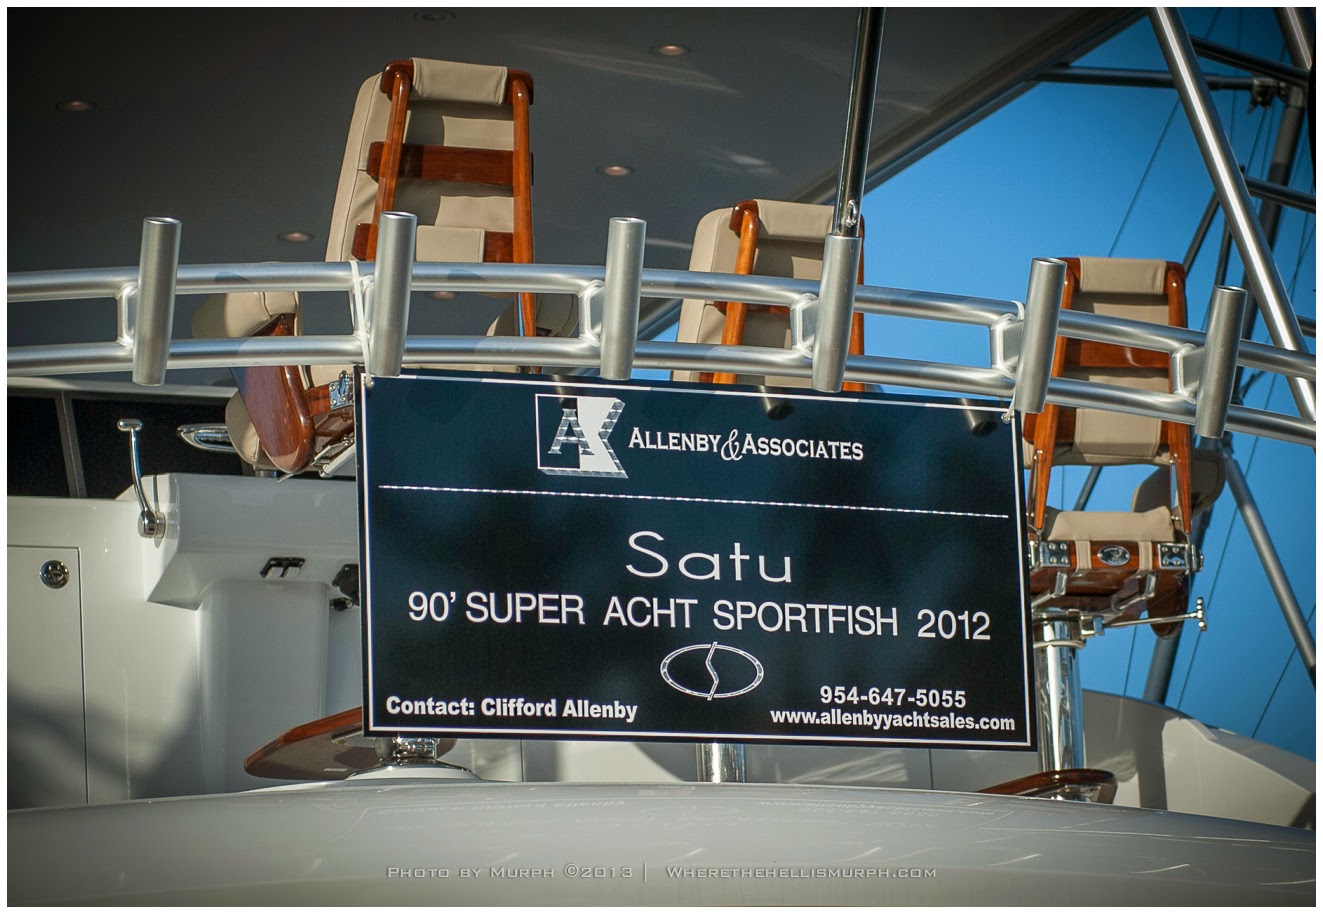 AS
ALLENBY & ASSOCIATES
Satu
90' SUPER ACHT SPORTFISH 2012
Contact: Clifford Allenby
954-647-5055
www.allenbyyachtsales.com
PHOTO BY MURPH ©2013 | WHERETHEHELLISMURPH.COM